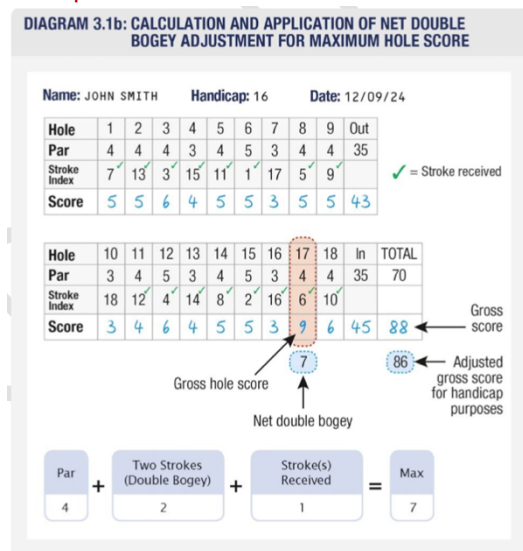 DIAGRAM 3.1b: CALCULATION AND APPLICATION OF NET DOUBLE
BOGEY ADJUSTMENT FOR MAXIMUM HOLE SCORE
Name: JOHN SMITH Handicap: 16 Date: 12/09/24
Hole 1 2 3 4 5 6 7 8 9 Out
Par 4 4 4 3 4 5 3 4 4 35
Stroke Index 7✓ 13✓ 3✓ 15✓ 11✓ 1✓ 17 5✓ 9✓
✓ = Stroke received
Score 5 5 6 4 5 5 3 5 5 43
Hole 10 11 12 13 14 15 16 17 18 In TOTAL
Par 3 4 5 3 4 5 3 4 4 35 70
Stroke Index 18 12✓ 4✓ 14✓ 8✓ 2✓ 16✓ 6✓ 10✓
Score 3 4 6 4 5 5 3 9 6 45 88
Gross
score
7
86
Adjusted
gross score
for handicap
purposes
Gross hole score
Net double
bogey
Par + Two Strokes (Double Bogey) + Stroke(s) Received = Max
4 2 1 7